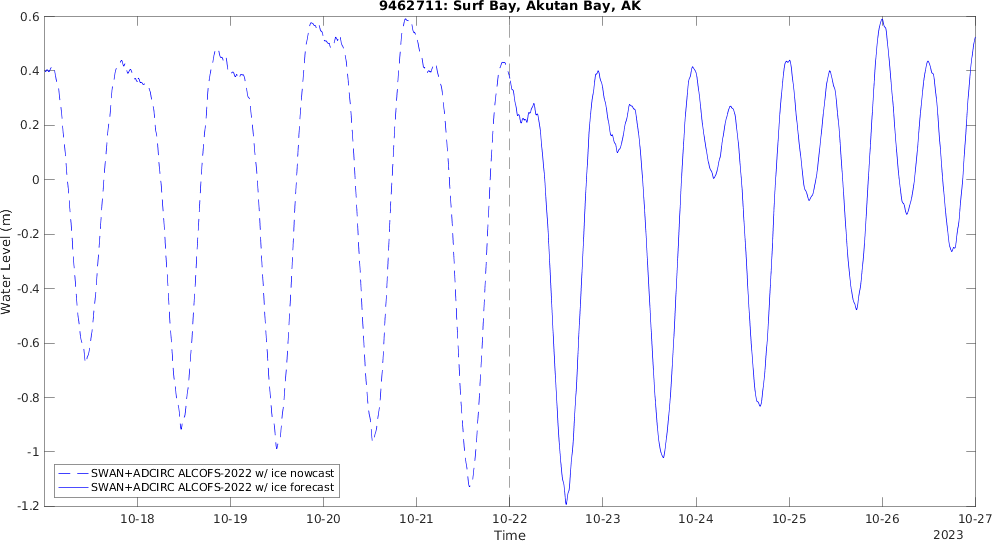 9462711: Surf Bay, Akutan Bay, AK
Water Level (m)
0.6
0.4
0.2
0
-0.2
-0.4
-0.6
-0.8
-1
-1.2
SWAN+ADCIRC ALCOFS-2022 w/ ice nowcast
SWAN+ADCIRC ALCOFS-2022 w/ ice forecast
10-18 10-19 10-20 10-21 10-22 10-23 10-24 10-25 10-26 10-27
Time
2023